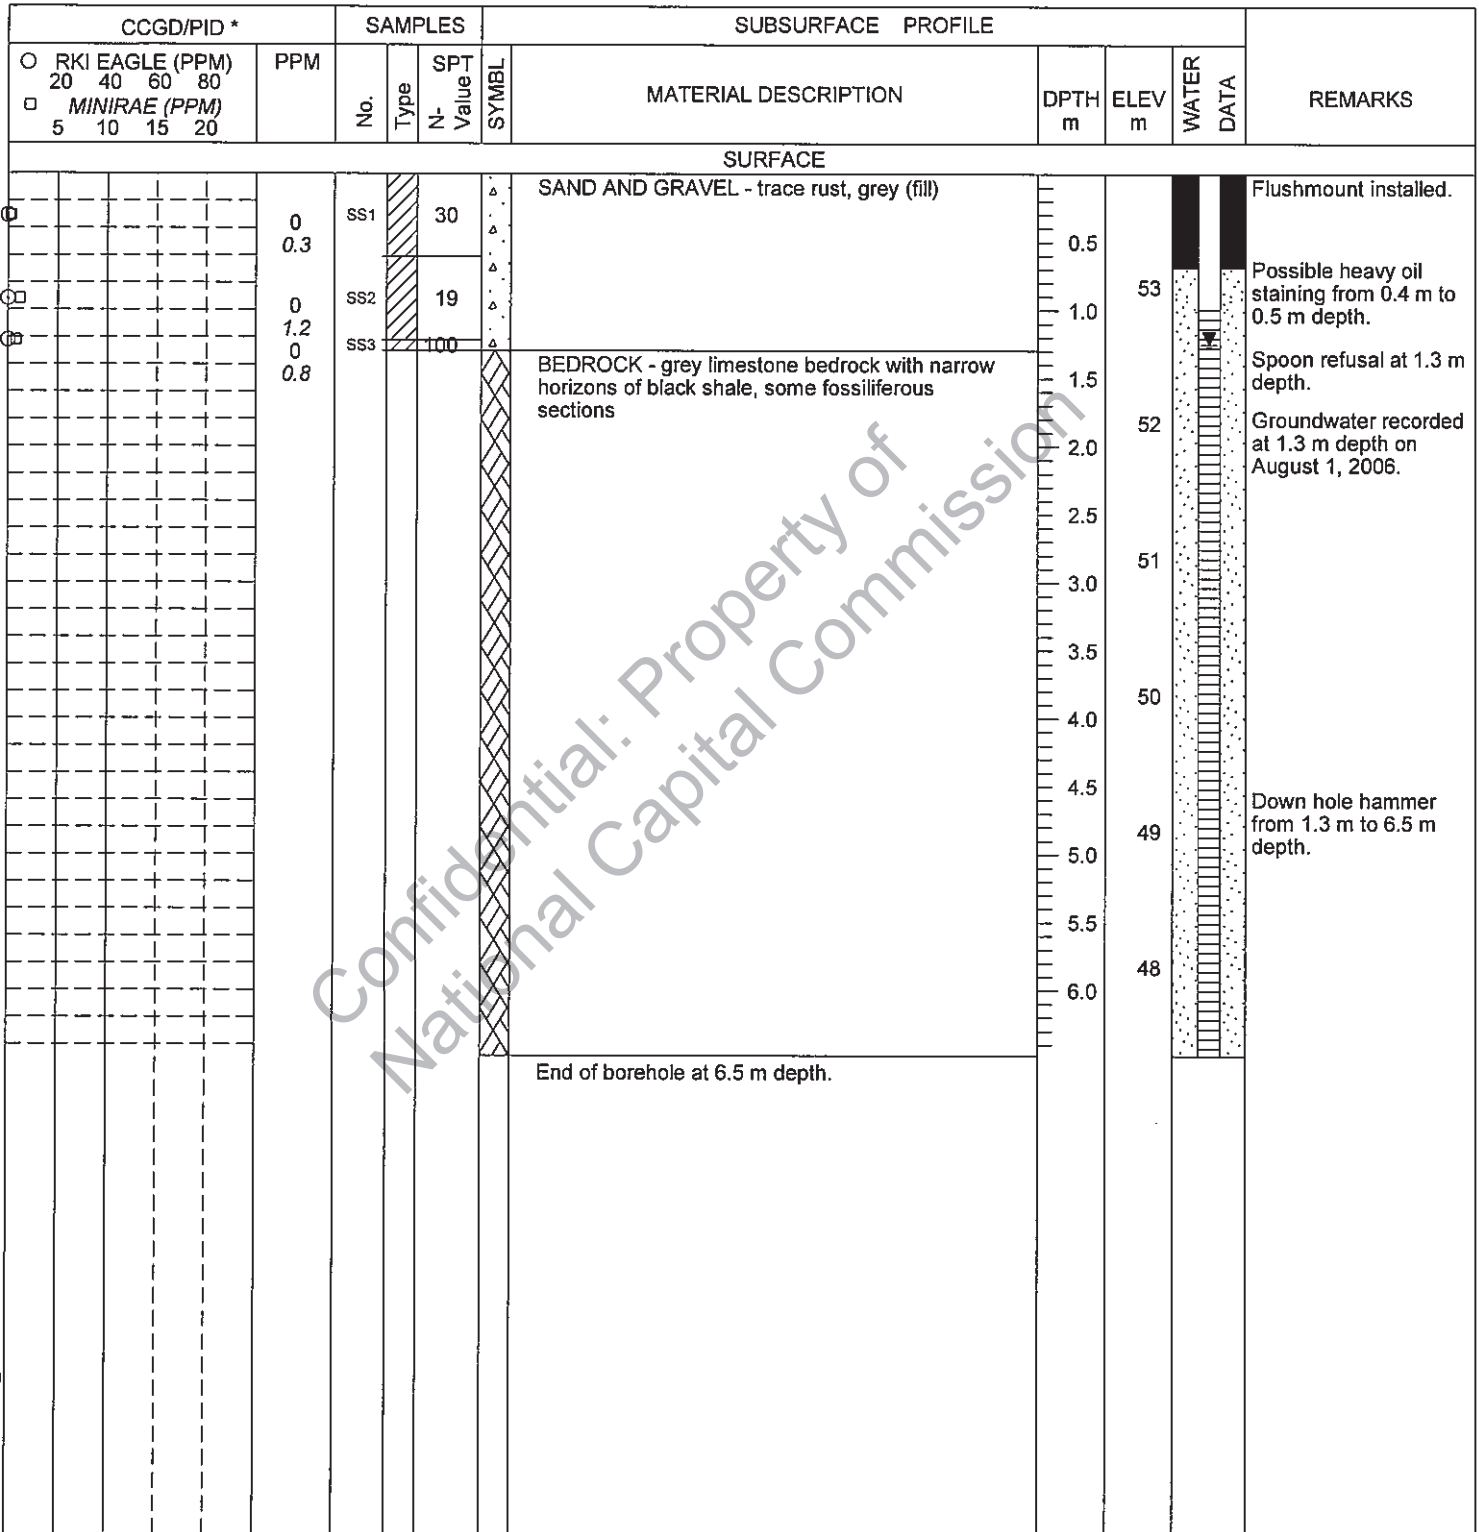 CCGD/PID *
SAMPLES
SUBSURFACE PROFILE
○ RKI EAGLE (PPM)
20 40 60 80
□ MINIRAE (PPM)
5 10 15 20
PPM
No.
Type
SPT
N-
Value
SYMBL
MATERIAL DESCRIPTION
DPTH
m
ELEV
m
WATER
DATA
REMARKS
SURFACE
SAND AND GRAVEL - trace rust, grey (fill)
Flushmount installed.
0
0.3
SS1
30
0.5
Possible heavy oil
staining from 0.4 m to
0.5 m depth.
0
1.2
SS2
19
53
1.0
0
0.8
SS3
100
BEDROCK - grey limestone bedrock with narrow
horizons of black shale, some fossiliferous
sections
Spoon refusal at 1.3 m
depth.
1.5
52
Groundwater recorded
at 1.3 m depth on
August 1, 2006.
2.0
2.5
51
3.0
3.5
50
4.0
4.5
Down hole hammer
from 1.3 m to 6.5 m
depth.
49
5.0
5.5
48
6.0
End of borehole at 6.5 m depth.
Confidential: Property of
National Capital Commission